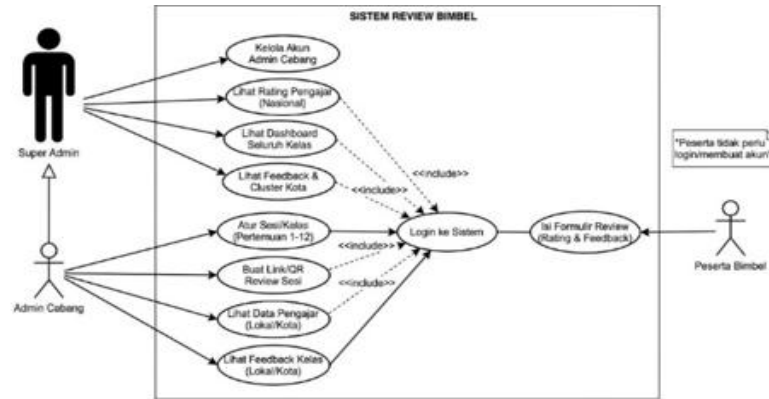 SISTEM REVIEW BIMBEL
Kelola Akun
Admin Cabang
Lihat Rating Pengajar
(Nasional)
Lihat Dashboard
Seluruh Kelas
Lihat Feedback &
Cluster Kota
Super Admin
<<include>>
<<include>>
<<include>>
Atur Sesi/Kelas
(Pertemuan 1-12)
Login ke Sistem
Isi Formulir Review
(Rating & Feedback)
"Peserta tidak perlu
login/membuat akun"
<<include>>
Buat Link/QR
Review Sesi
<<include>>
Lihat Data Pengajar
(Lokal/Kota)
Lihat Feedback Kelas
(Lokal/Kota)
Admin Cabang
Peserta Bimbel